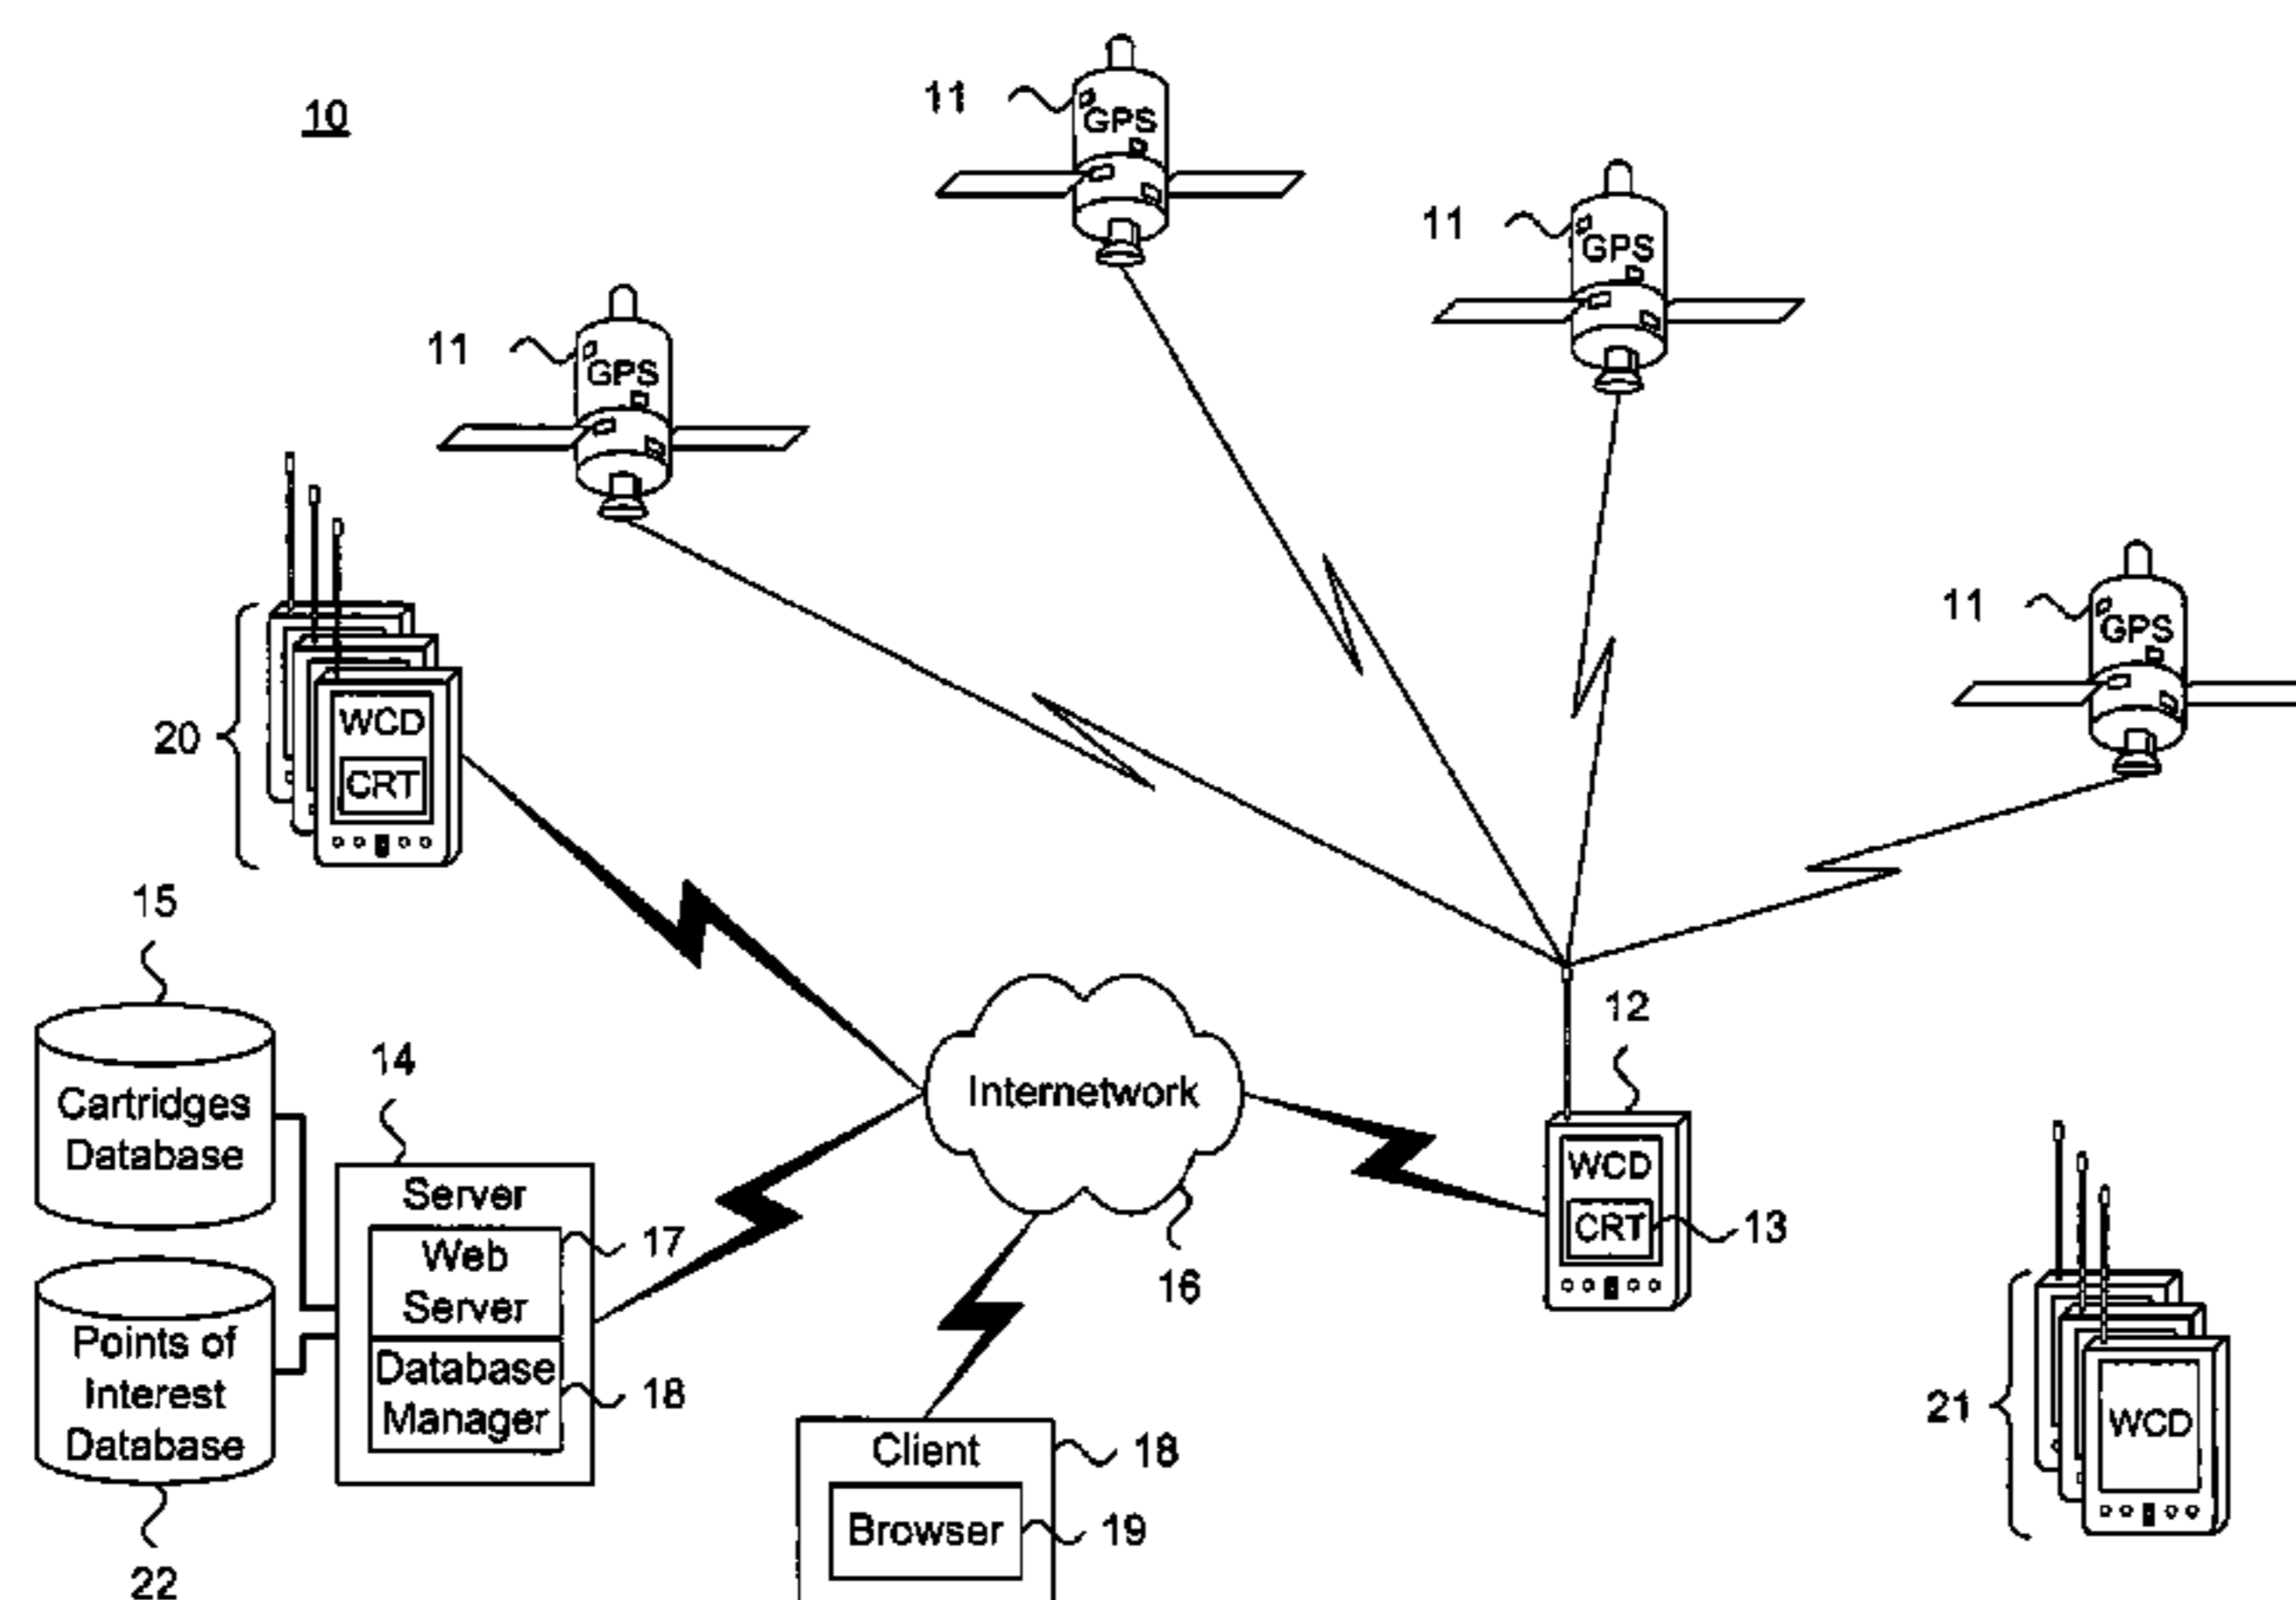 10
11
GPS
11
GPS
11
GPS
11
GPS
20
WCD
CRT
15
Cartridges
Database
14
Server
Web
Server
17
Database
Manager
18
Points of
Interest
Database
22
Internetwork
16
12
WCD
CRT
13
Client
18
Browser
19
21
WCD